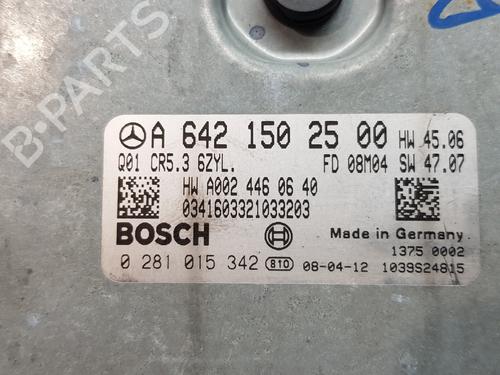 A 642 150 25 00 HW 45.06
Q01 CR5.3 6ZYL. FD 08M04 SW 47.07
HW A002 446 06 40
0341603321033203
BOSCH
Made in Germany
1375 0002
0 281 015 342 810 08-04-12 1039S24815
B-PARTS